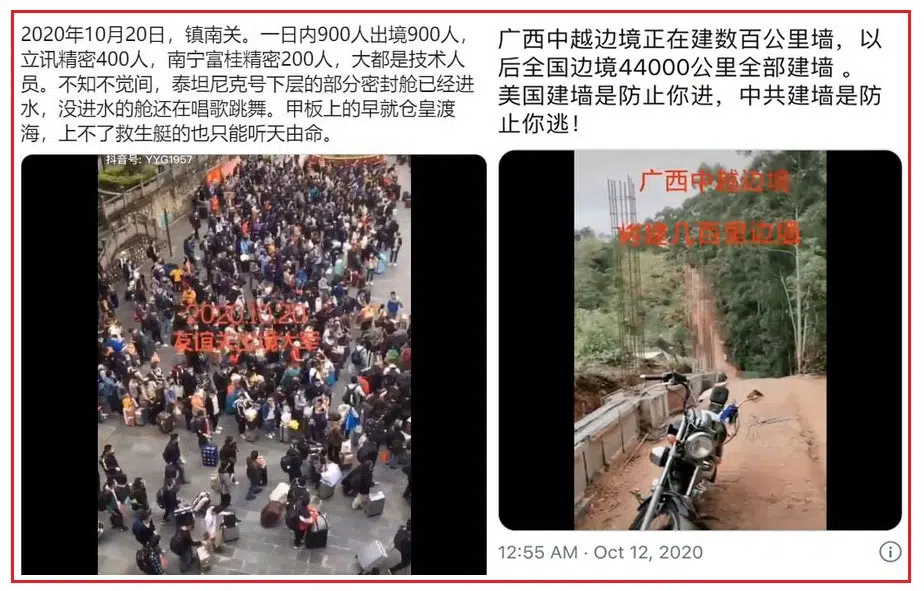 2020年10月20日，镇南关。一日内900人出境900人，
立讯精密400人，南宁富桂精密200人，大都是技术人
员。不知不觉间，泰坦尼克号下层的部分密封舱已经进
水，没进水的舱还在唱歌跳舞。甲板上的早就仓皇渡
海，上不了救生艇的也只能听天由命。
抖音号: YYG1957
2020.10.20
友谊关出境大军
广西中越边境正在建数百公里墙，以
后全国边境44000公里全部建墙 。
美国建墙是防止你进，中共建墙是防
止你逃！
广西中越边境
将建几百里边墙
12:55 AM · Oct 12, 2020